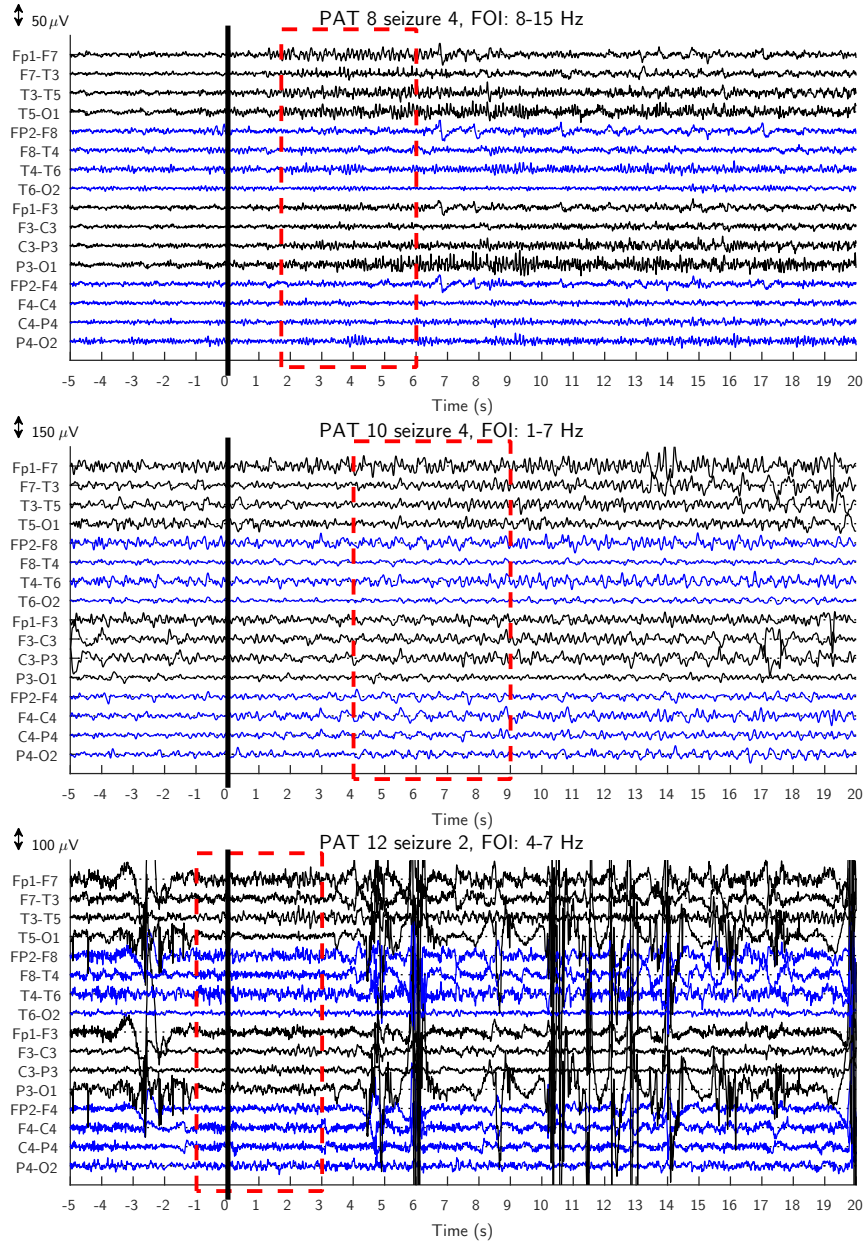 50 μV
PAT 8 seizure 4, FOI: 8-15 Hz
Fp1-F7
F7-T3
T3-T5
T5-O1
FP2-F8
F8-T4
T4-T6
T6-O2
Fp1-F3
F3-C3
C3-P3
P3-O1
FP2-F4
F4-C4
C4-P4
P4-O2
-5 -4 -3 -2 -1 0 1 2 3 4 5 6 7 8 9 10 11 12 13 14 15 16 17 18 19 20
Time (s)
150 μV
PAT 10 seizure 4, FOI: 1-7 Hz
Fp1-F7
F7-T3
T3-T5
T5-O1
FP2-F8
F8-T4
T4-T6
T6-O2
Fp1-F3
F3-C3
C3-P3
P3-O1
FP2-F4
F4-C4
C4-P4
P4-O2
-5 -4 -3 -2 -1 0 1 2 3 4 5 6 7 8 9 10 11 12 13 14 15 16 17 18 19 20
Time (s)
100 μV
PAT 12 seizure 2, FOI: 4-7 Hz
Fp1-F7
F7-T3
T3-T5
T5-O1
FP2-F8
F8-T4
T4-T6
T6-O2
Fp1-F3
F3-C3
C3-P3
P3-O1
FP2-F4
F4-C4
C4-P4
P4-O2
-5 -4 -3 -2 -1 0 1 2 3 4 5 6 7 8 9 10 11 12 13 14 15 16 17 18 19 20
Time (s)